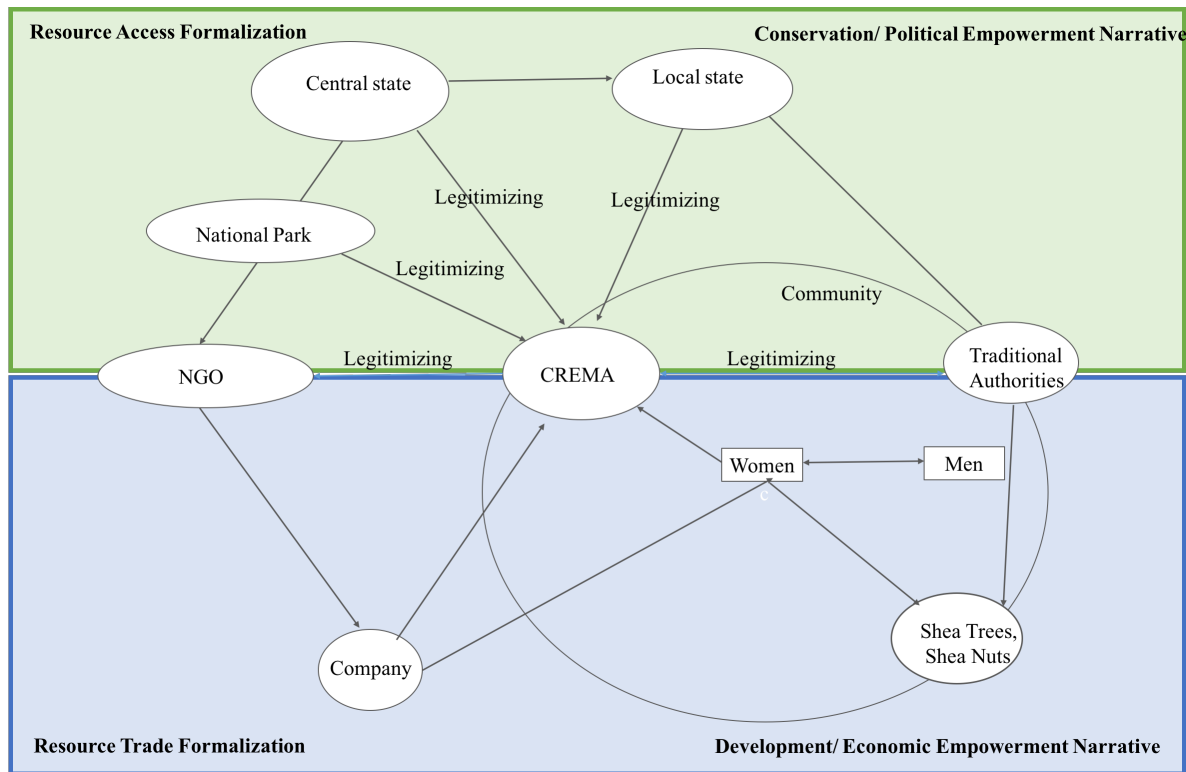 Resource Access Formalization
Conservation/ Political Empowerment Narrative
Central state
Local state
Legitimizing
Legitimizing
National Park
Legitimizing
Community
Legitimizing
Legitimizing
Traditional
Authorities
NGO
CREMA
Women
Men
c
Shea Trees,
Shea Nuts
Company
Resource Trade Formalization
Development/ Economic Empowerment Narrative